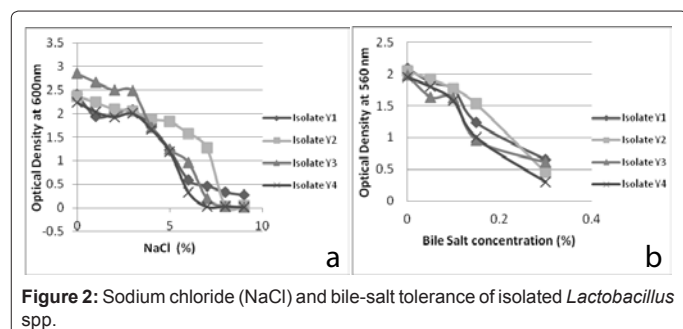 Optical Density at 600nm
3.5
3
2.5
2
1.5
1
0.5
0
-0.5
0
5
10
NaCl (%)
Isolate Y1
Isolate Y2
Isolate Y3
Isolate Y4
a
Optical Density at 560 nm
2.5
2
1.5
1
0.5
0
0
0.2
0.4
Bile Salt concentration (%)
Isolate Y1
Isolate Y2
Isolate Y3
Isolate Y4
b
Figure 2: Sodium chloride (NaCl) and bile-salt tolerance of isolated Lactobacillus
spp.